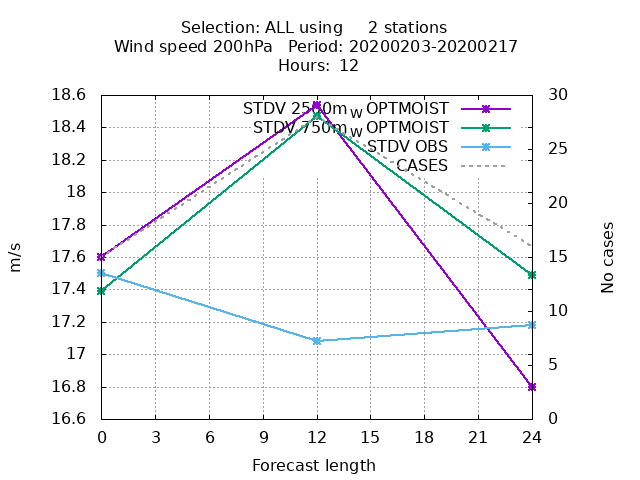 Selection: ALL using 2 stations
Wind speed 200hPa Period: 20200203-20200217
Hours: 12
STDV 2500m_W OPTMOIST
STDV 750m_W OPTMOIST
STDV OBS
CASES
18.6
18.4
18.2
18
17.8
17.6
17.4
17.2
17
16.8
16.6
m/s
30
25
20
15
10
5
0
No cases
0 3 6 9 12 15 18 21 24
Forecast length